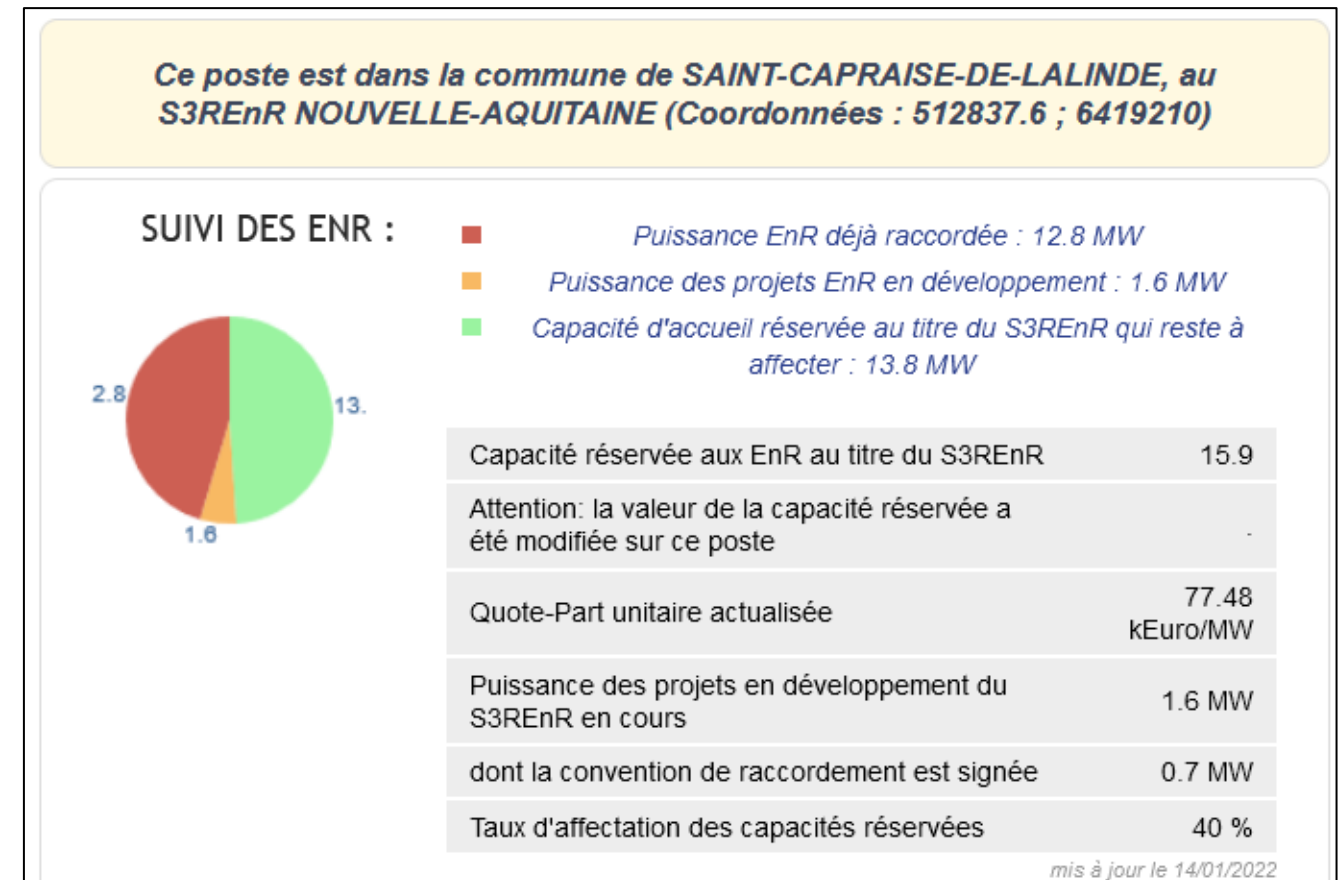 Ce poste est dans la commune de SAINT-CAPRAISE-DE-LALINDE, au
S3REnR NOUVELLE-AQUITAINE (Coordonnées : 512837.6 ; 6419210)
SUIVI DES ENR :
Puissance EnR déjà raccordée : 12.8 MW
Puissance des projets EnR en développement : 1.6 MW
Capacité d'accueil réservée au titre du S3REnR qui reste à
affecter : 13.8 MW
2.8
13.
1.6
Capacité réservée aux EnR au titre du S3REnR 15.9
Attention: la valeur de la capacité réservée a
été modifiée sur ce poste .
Quote-Part unitaire actualisée 77.48
kEuro/MW
Puissance des projets en développement du
S3REnR en cours 1.6 MW
dont la convention de raccordement est signée 0.7 MW
Taux d'affectation des capacités réservées 40 %
mis à jour le 14/01/2022